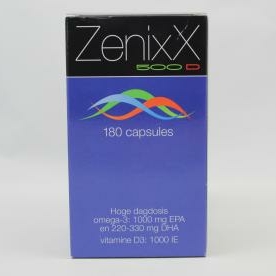 ZenixX
500 D
180 capsules
Hoge dagdosis
omega-3: 1000 mg EPA
en 220-330 mg DHA
vitamine D3: 1000 IE